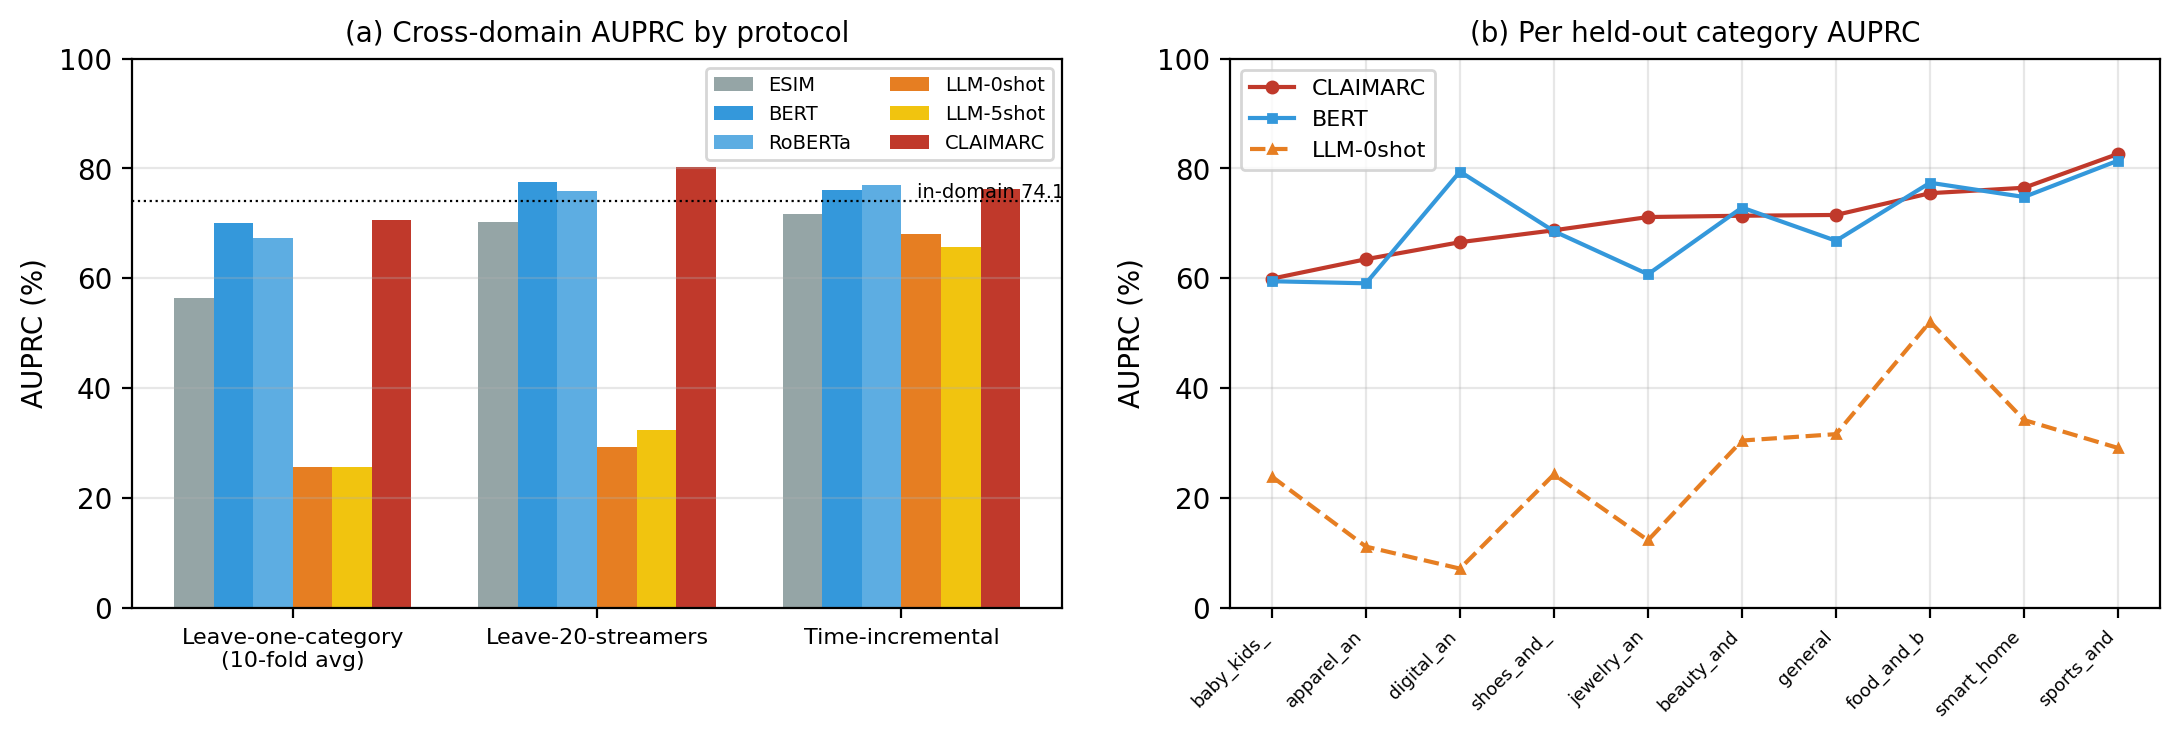 (a) Cross-domain AUPRC by protocol
AUPRC (%)
100
80
60
40
20
0
ESIM
BERT
RoBERTa
LLM-0shot
LLM-5shot
CLAIMARC
in-domain 74.1
Leave-one-category
(10-fold avg)
Leave-20-streamers
Time-incremental
(b) Per held-out category AUPRC
AUPRC (%)
100
80
60
40
20
0
CLAIMARC
BERT
LLM-0shot
baby_kids_
apparel_an
digital_an
shoes_and_
jewelry_an
beauty_and
general
food_and_b
smart_home
sports_and